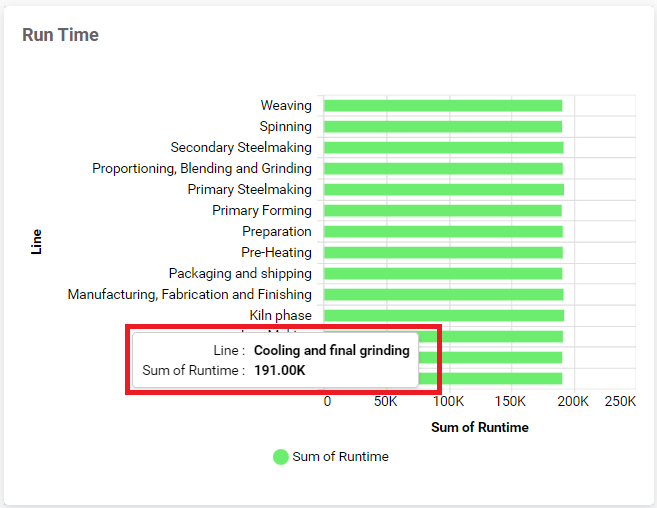 Run Time
Line
Weaving
Spinning
Secondary Steelmaking
Proportioning, Blending and Grinding
Primary Steelmaking
Primary Forming
Preparation
Pre-Heating
Packaging and shipping
Manufacturing, Fabrication and Finishing
Kiln phase
Line : Cooling and final grinding
Sum of Runtime : 191.00K
0 50K 100K 150K 200K 250K
Sum of Runtime
Sum of Runtime